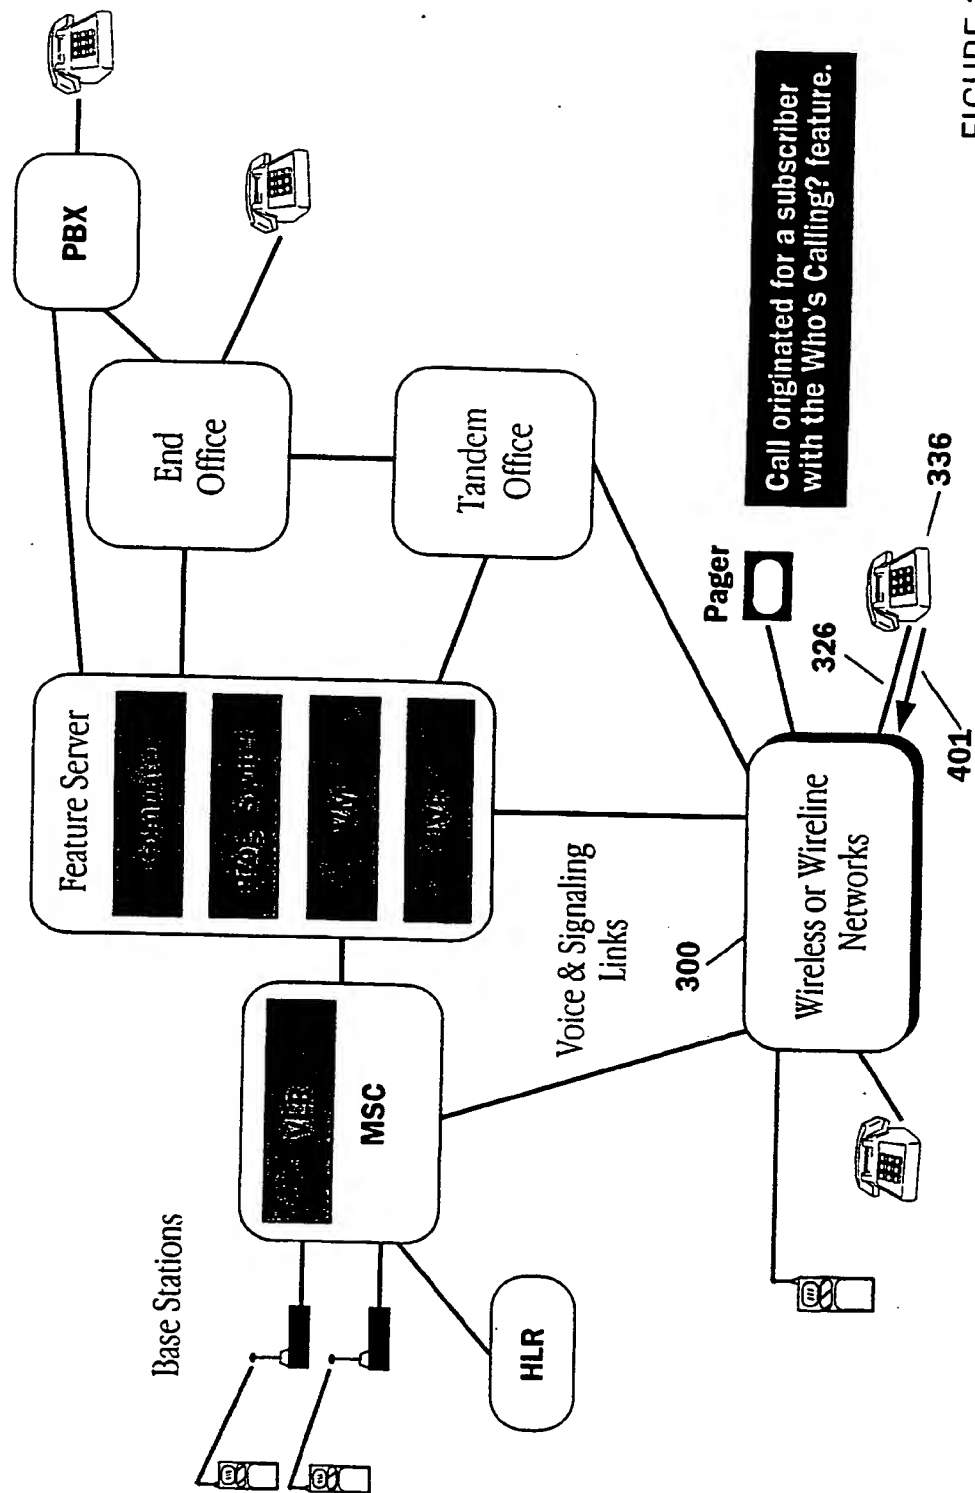 PBX
End
Office
Tandem
Office
Feature Server
VLR
MSC
Base Stations
HLR
Voice & Signaling
Links
300
Wireless or Wireline
Networks
Pager
326
401
336
Call originated for a subscriber
with the Who's Calling? feature.
FIGURE